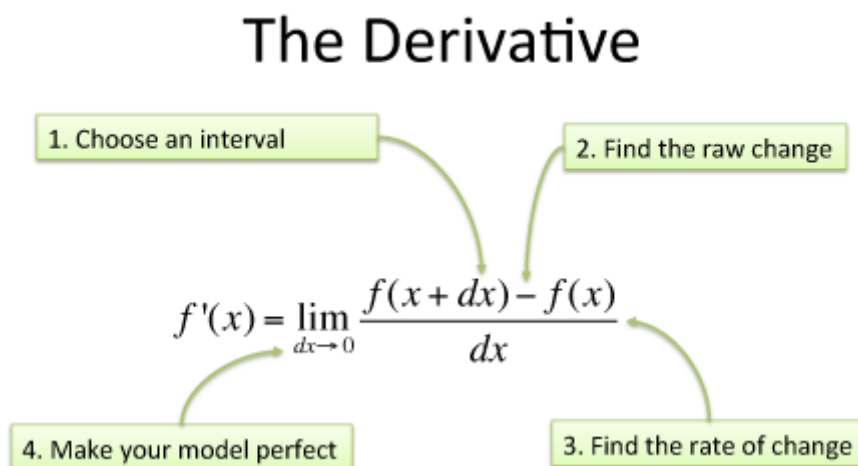 The Derivative
1. Choose an interval
2. Find the raw change
f'(x) = lim dx→0 f(x + dx) − f(x) / dx
4. Make your model perfect
3. Find the rate of change